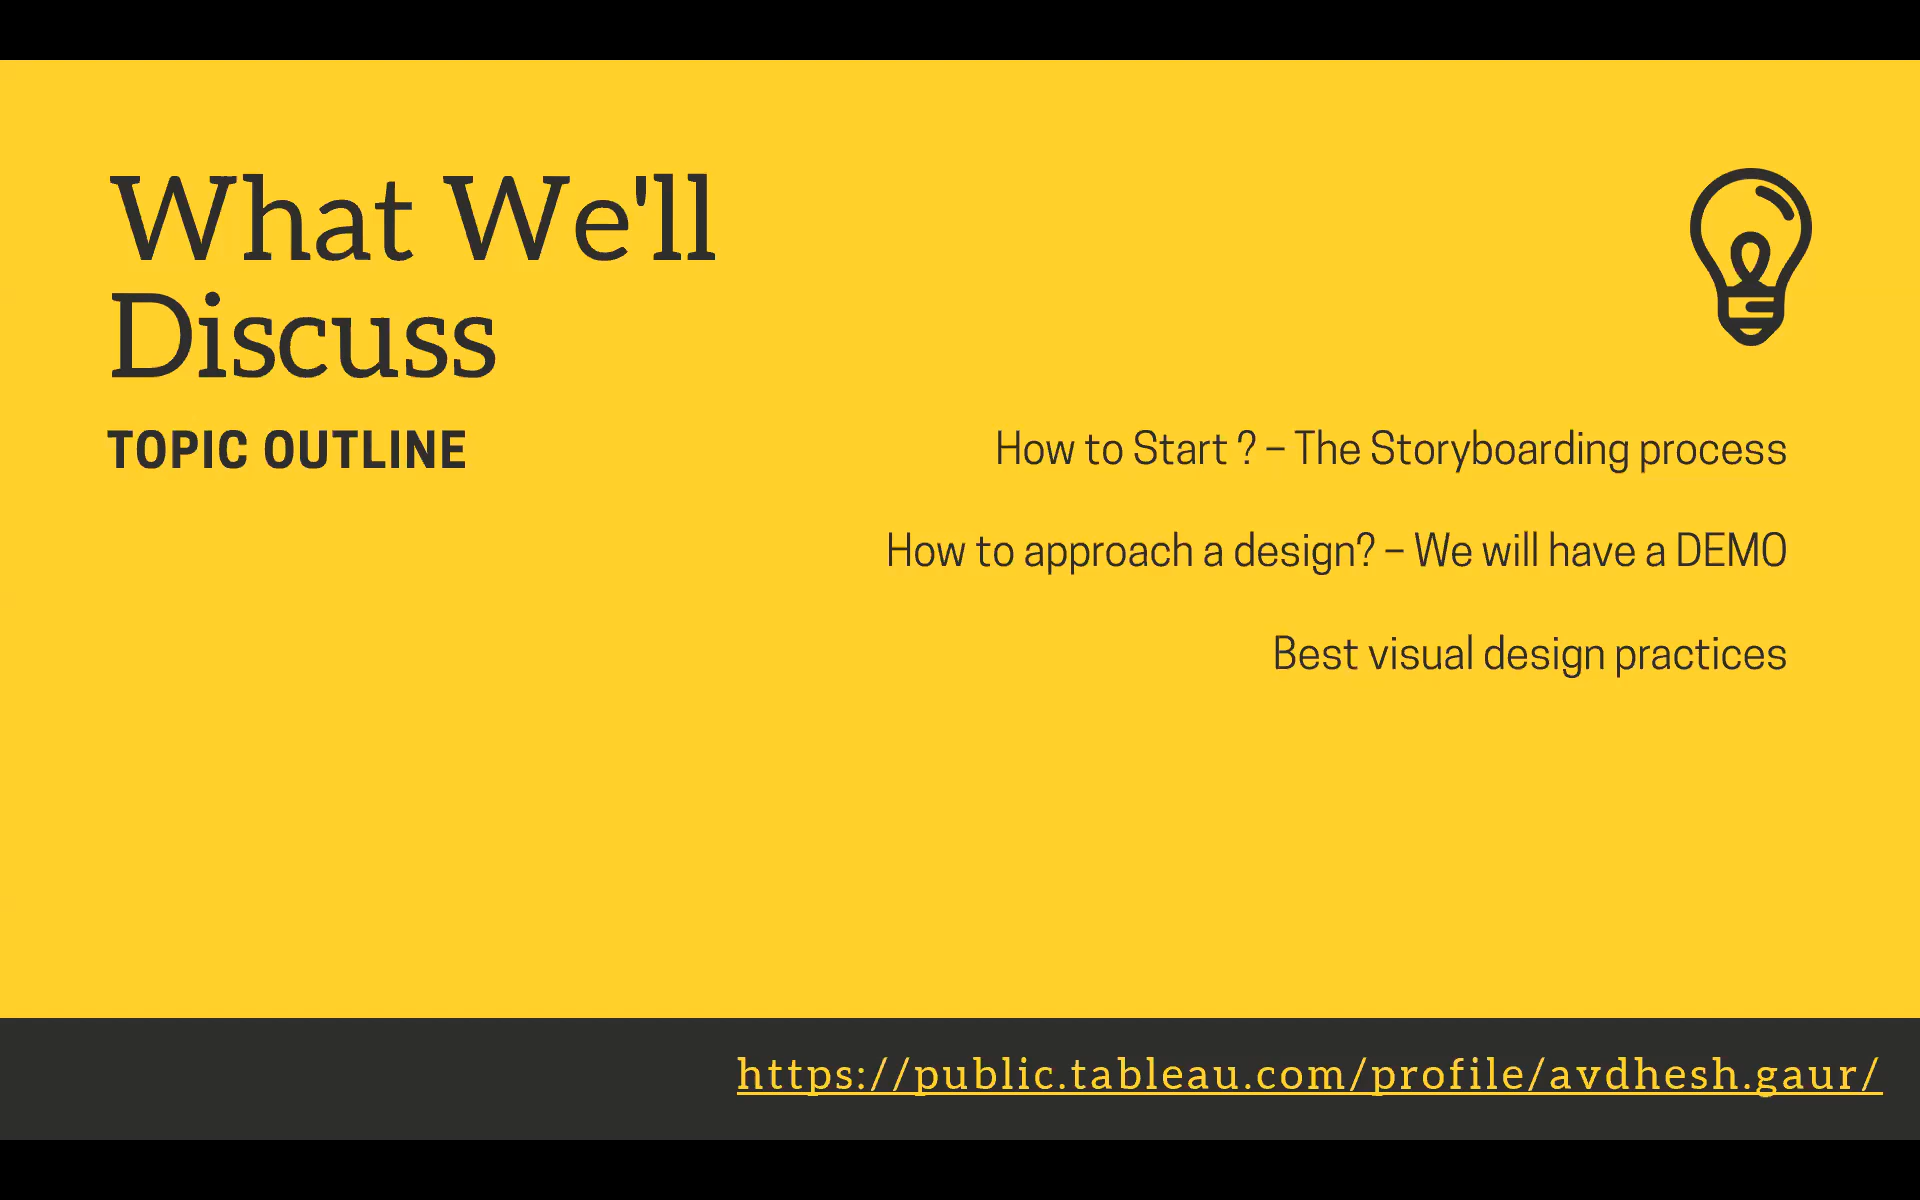 What We'll
Discuss
TOPIC OUTLINE
How to Start ? – The Storyboarding process
How to approach a design? – We will have a DEMO
Best visual design practices
https://public.tableau.com/profile/avdhesh.gaur/